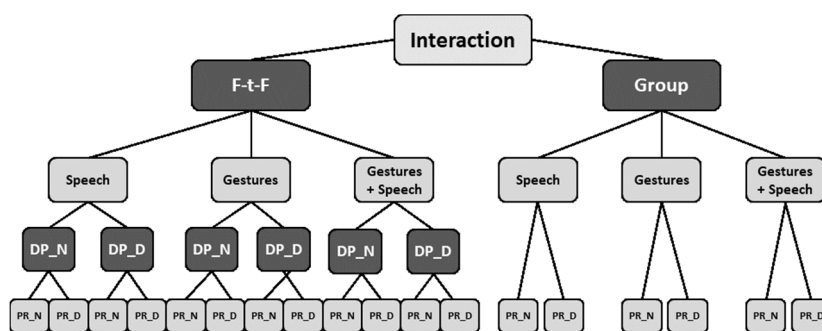 Interaction
F-t-F
Group
Speech
Gestures
Gestures
+ Speech
Speech
Gestures
Gestures
+ Speech
DP_N
DP_D
DP_N
DP_D
DP_N
DP_D
PR_N
PR_D
PR_N
PR_D
PR_N
PR_D
PR_N
PR_D
PR_N
PR_D
PR_N
PR_D
PR_N
PR_D
PR_N
PR_D
PR_N
PR_D